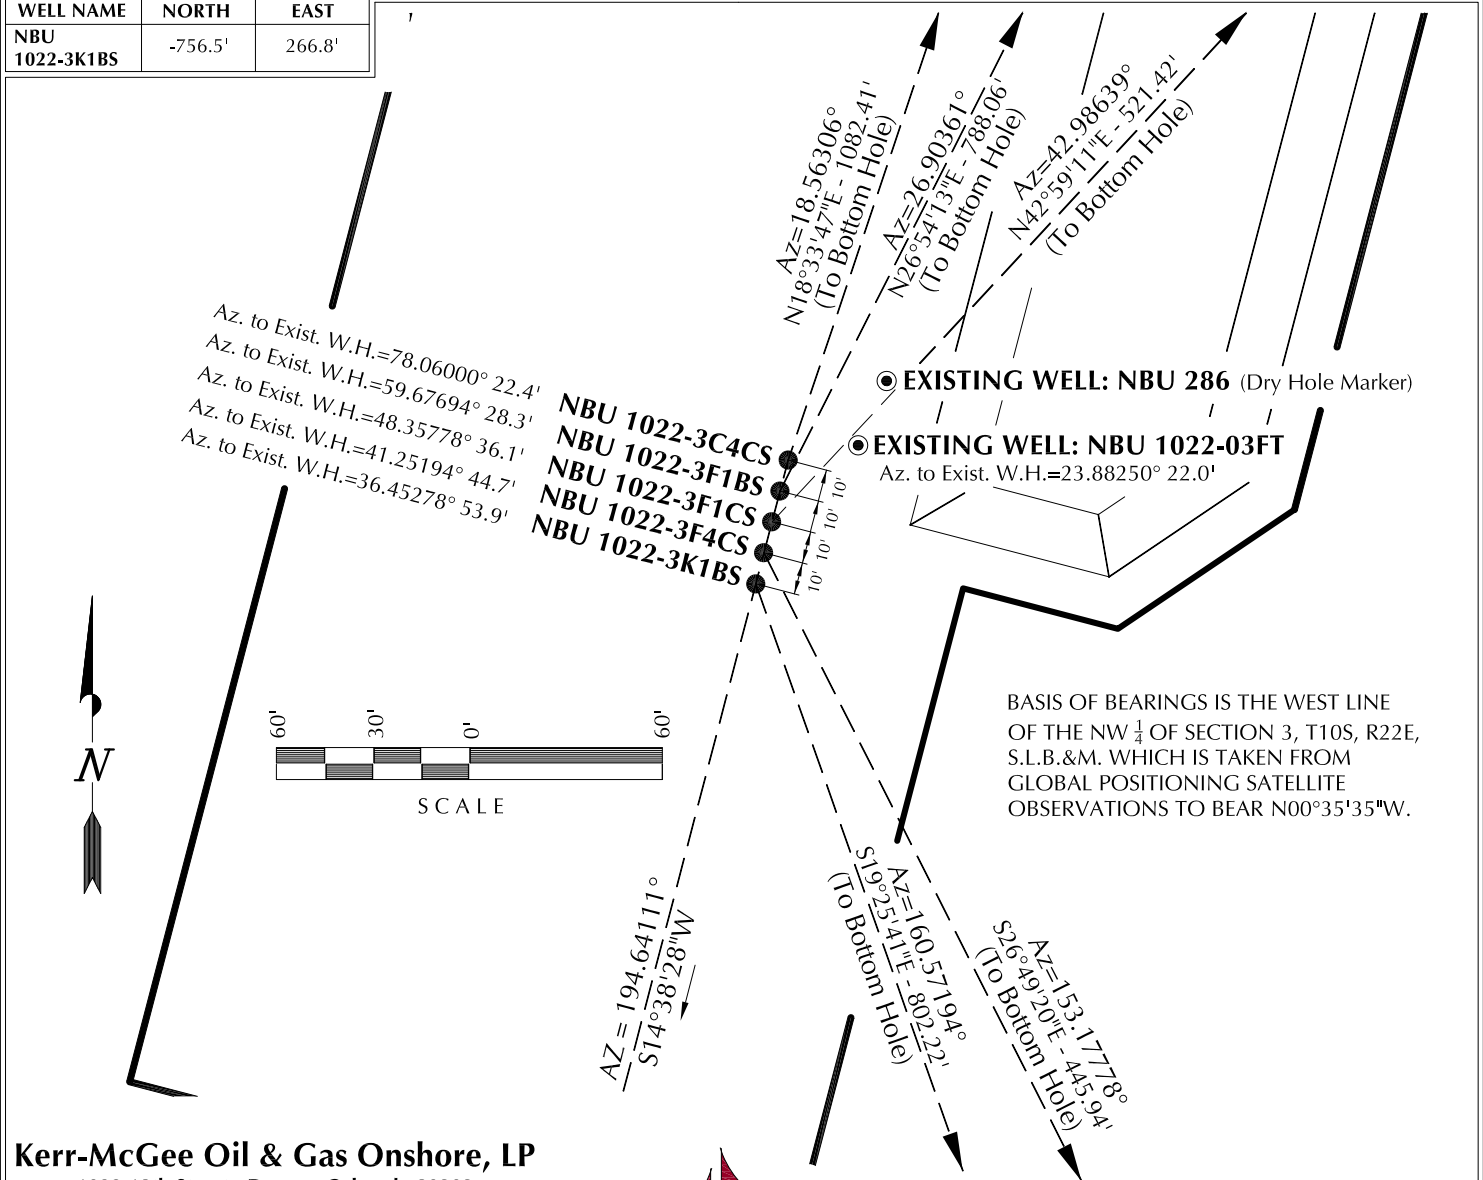 WELL NAME NORTH EAST
NBU 1022-3K1BS -756.5' 266.8'
Az=18.56306°
N18°33'47"E - 1082.41'
(To Bottom Hole)
Az=26.90361°
N26°54'13"E - 788.06'
(To Bottom Hole)
Az=42.98639°
N42°59'11"E - 521.42'
(To Bottom Hole)
Az. to Exist. W.H.=78.06000° 22.4'
Az. to Exist. W.H.=59.67694° 28.3'
Az. to Exist. W.H.=48.35778° 36.1'
Az. to Exist. W.H.=41.25194° 44.7'
Az. to Exist. W.H.=36.45278° 53.9'
NBU 1022-3C4CS
NBU 1022-3F1BS
NBU 1022-3F1CS
NBU 1022-3F4CS
NBU 1022-3K1BS
10'
10'
10'
10'
EXISTING WELL: NBU 286 (Dry Hole Marker)
EXISTING WELL: NBU 1022-03FT
Az. to Exist. W.H.=23.88250° 22.0'
N
60' 30' 0' 60'
SCALE
BASIS OF BEARINGS IS THE WEST LINE
OF THE NW 1/4 OF SECTION 3, T10S, R22E,
S.L.B.&M. WHICH IS TAKEN FROM
GLOBAL POSITIONING SATELLITE
OBSERVATIONS TO BEAR N00°35'35"W.
AZ = 194.64111°
S14°38'28"W
Az=160.57194°
S19°25'41"E - 802.22'
(To Bottom Hole)
Az=153.17778°
S26°49'20"E - 445.94'
(To Bottom Hole)
Kerr-McGee Oil & Gas Onshore, LP